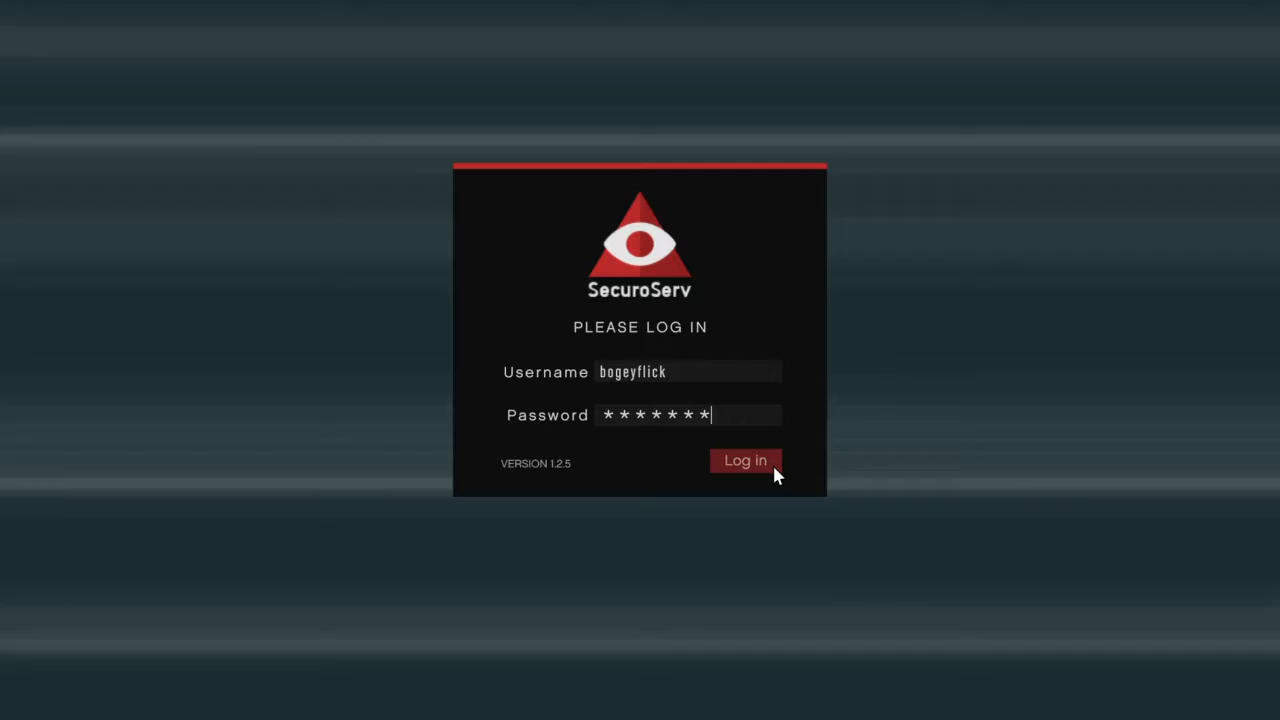 SecuroServ
PLEASE LOG IN
Username bogeyflick
Password *******
VERSION 1.2.5 Log in